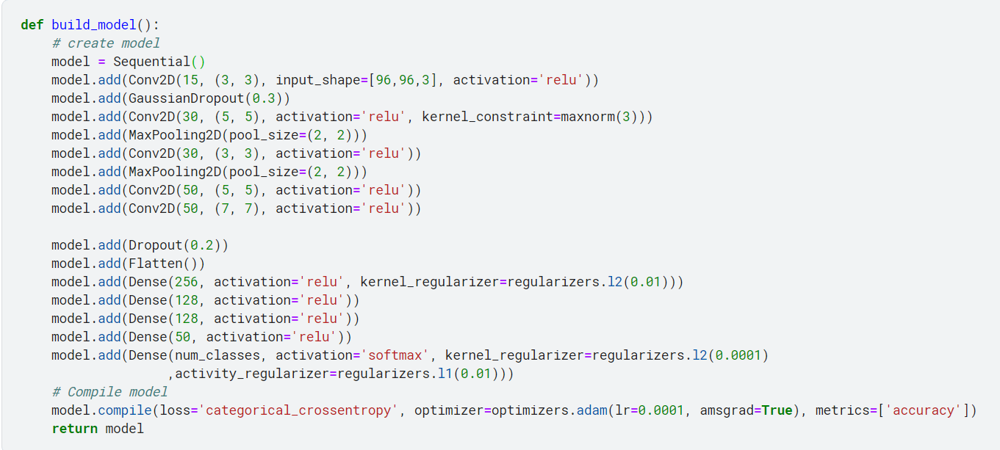 def build_model():
    # create model
    model = Sequential()
    model.add(Conv2D(15, (3, 3), input_shape=[96,96,3], activation='relu'))
    model.add(GaussianDropout(0.3))
    model.add(Conv2D(30, (5, 5), activation='relu', kernel_constraint=maxnorm(3)))
    model.add(MaxPooling2D(pool_size=(2, 2)))
    model.add(Conv2D(30, (3, 3), activation='relu'))
    model.add(MaxPooling2D(pool_size=(2, 2)))
    model.add(Conv2D(50, (5, 5), activation='relu'))
    model.add(Conv2D(50, (7, 7), activation='relu'))

    model.add(Dropout(0.2))
    model.add(Flatten())
    model.add(Dense(256, activation='relu', kernel_regularizer=regularizers.l2(0.01)))
    model.add(Dense(128, activation='relu'))
    model.add(Dense(128, activation='relu'))
    model.add(Dense(50, activation='relu'))
    model.add(Dense(num_classes, activation='softmax', kernel_regularizer=regularizers.l2(0.0001)
                   ,activity_regularizer=regularizers.l1(0.01)))
    # Compile model
    model.compile(loss='categorical_crossentropy', optimizer=optimizers.adam(lr=0.0001, amsgrad=True), metrics=['accuracy'])
    return model